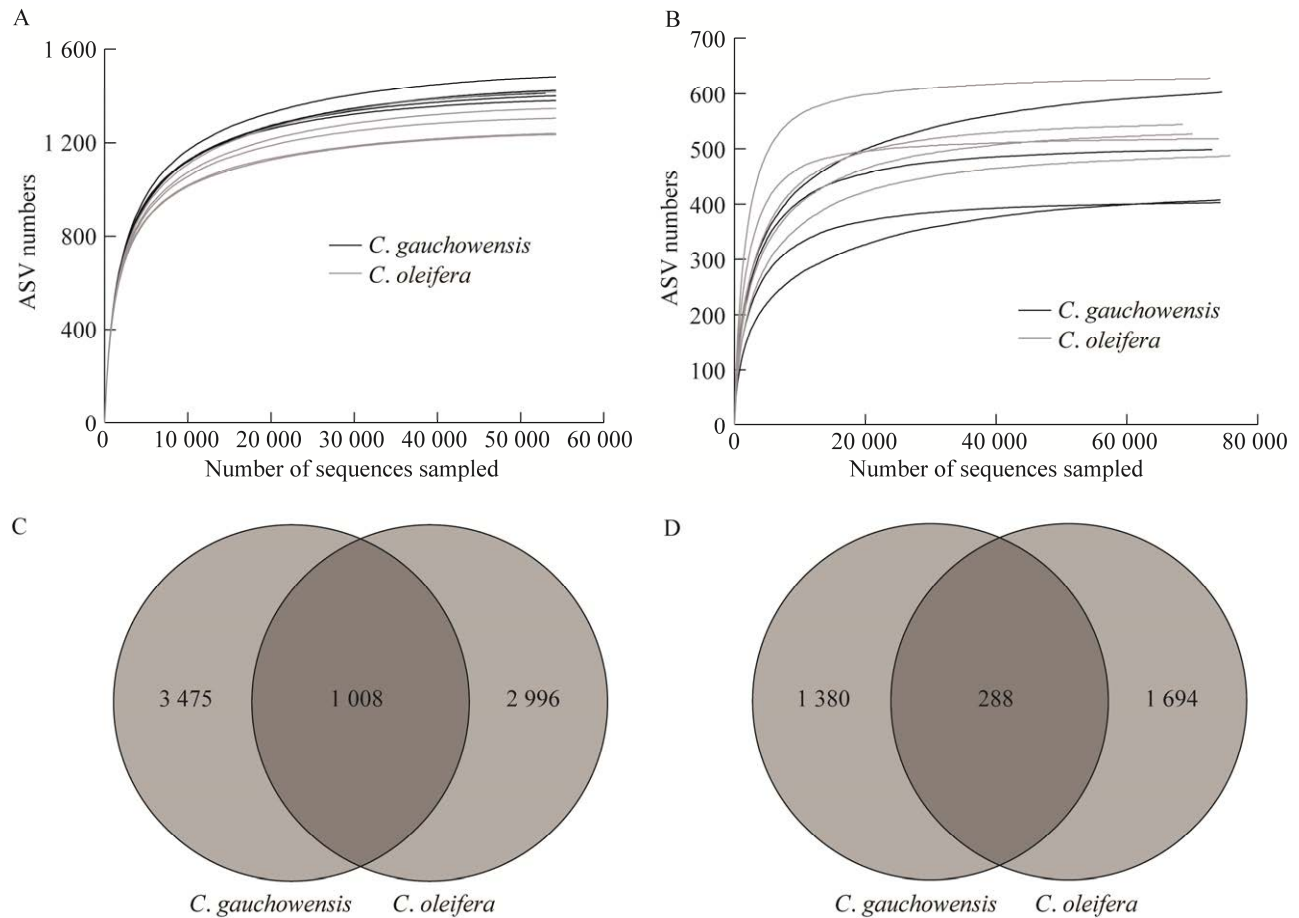 A
1 600
1 200
800
400
0
ASV numbers
C. gauchowensis
C. oleifera
0 10 000 20 000 30 000 40 000 50 000 60 000
Number of sequences sampled
B
700
600
500
400
300
200
100
0
ASV numbers
C. gauchowensis
C. oleifera
0 20 000 40 000 60 000 80 000
Number of sequences sampled
C
3 475 1 008 2 996
C. gauchowensis C. oleifera
D
1 380 288 1 694
C. gauchowensis C. oleifera